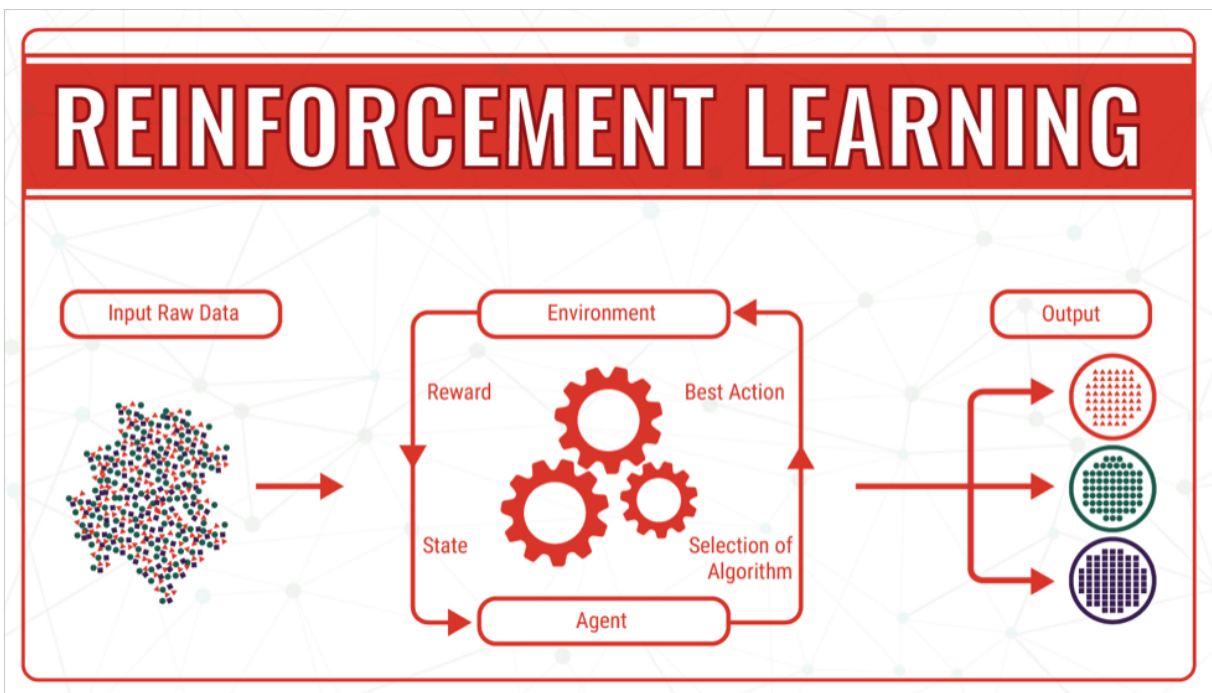 REINFORCEMENT LEARNING
Input Raw Data
Environment
Output
Reward
Best Action
State
Selection of
Algorithm
Agent